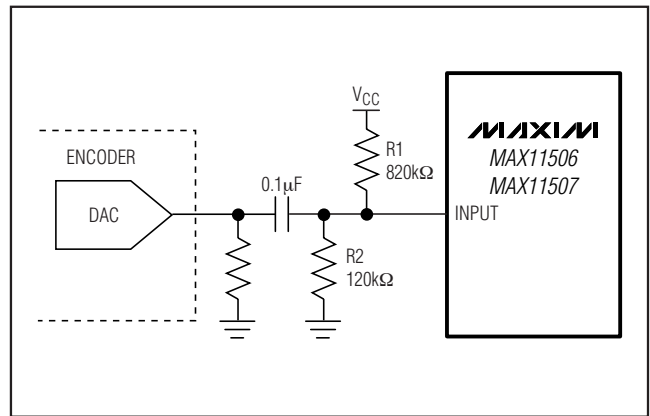 V_CC
MAXIM
MAX11506
MAX11507
ENCODER
R1
820kΩ
0.1µF
DAC
INPUT
R2
120kΩ